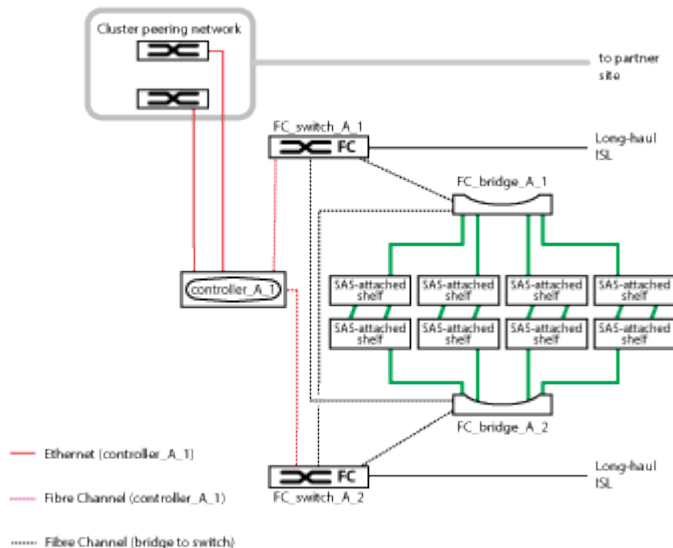 Cluster peering network
to partner
site
FC_switch_A_1
FC
Long-haul
ISL
FC_bridge_A_1
controller_A_1
SAS-attached
shelf
SAS-attached
shelf
SAS-attached
shelf
SAS-attached
shelf
SAS-attached
shelf
SAS-attached
shelf
SAS-attached
shelf
SAS-attached
shelf
FC_bridge_A_2
Ethernet (controller_A_1)
FC
Long-haul
ISL
FC_switch_A_2
Fibre Channel (controller_A_1)
Fibre Channel (bridge to switch)